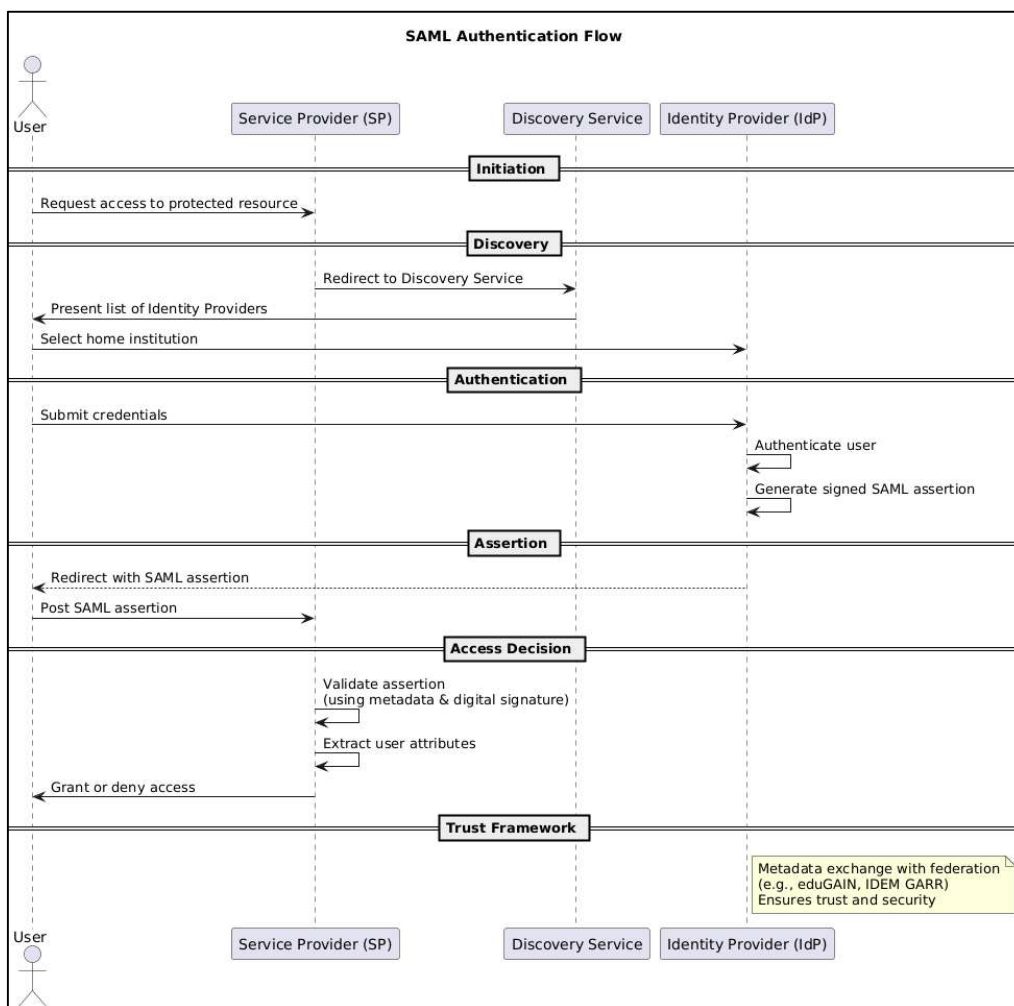 SAML Authentication Flow
User
Service Provider (SP)
Discovery Service
Identity Provider (IdP)
Initiation
Request access to protected resource
Discovery
Redirect to Discovery Service
Present list of Identity Providers
Select home institution
Authentication
Submit credentials
Authenticate user
Generate signed SAML assertion
Assertion
Redirect with SAML assertion
Post SAML assertion
Access Decision
Validate assertion
(using metadata & digital signature)
Extract user attributes
Grant or deny access
Trust Framework
Metadata exchange with federation
(e.g., eduGAIN, IDEM GARR)
Ensures trust and security
User
Service Provider (SP)
Discovery Service
Identity Provider (IdP)